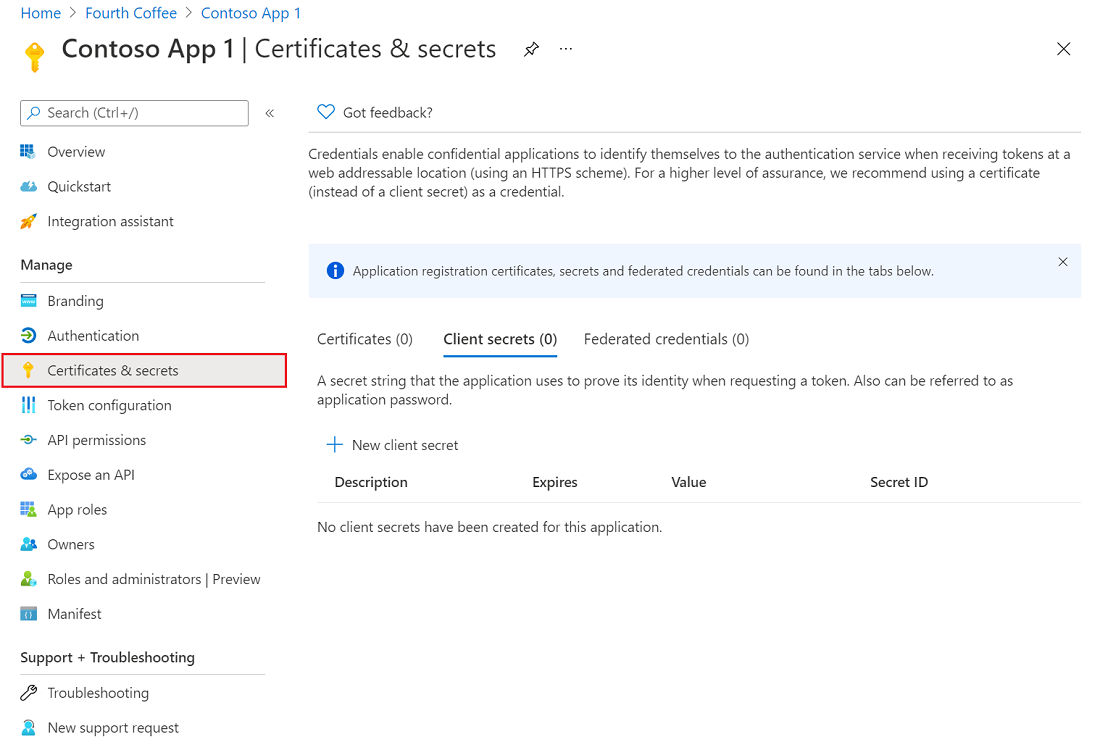 Home > Fourth Coffee > Contoso App 1
Contoso App 1 | Certificates & secrets ...
Search (Ctrl+/) «
Overview
Quickstart
Integration assistant
Manage
Branding
Authentication
Certificates & secrets
Token configuration
API permissions
Expose an API
App roles
Owners
Roles and administrators | Preview
Manifest
Support + Troubleshooting
Troubleshooting
New support request
Got feedback?
Credentials enable confidential applications to identify themselves to the authentication service when receiving tokens at a
web addressable location (using an HTTPS scheme). For a higher level of assurance, we recommend using a certificate
(instead of a client secret) as a credential.
Application registration certificates, secrets and federated credentials can be found in the tabs below.
Certificates (0) Client secrets (0) Federated credentials (0)
A secret string that the application uses to prove its identity when requesting a token. Also can be referred to as
application password.
New client secret
Description Expires Value Secret ID
No client secrets have been created for this application.